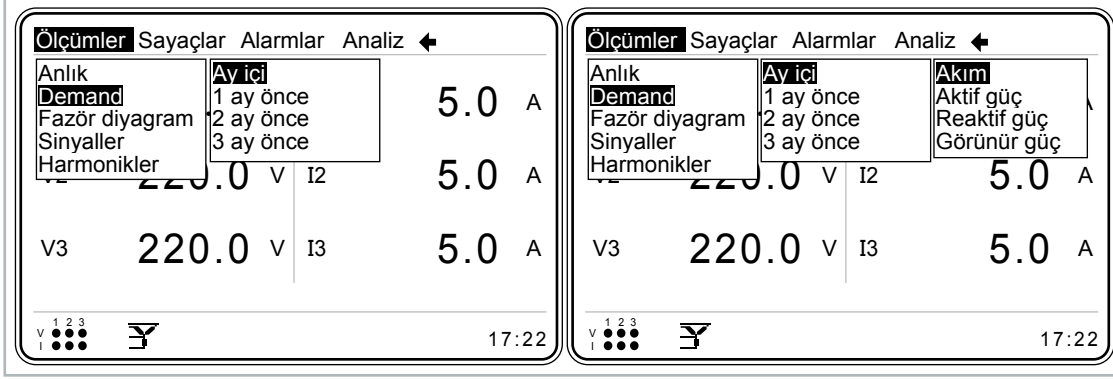 Ölçümler Sayaçlar Alarmlar Analiz
Anlık
Demand
Fazör diyagram
Sinyaller
Harmonikler
Ay içi
1 ay önce
2 ay önce
3 ay önce
5.0 A
220.0 V I2 5.0 A
V3 220.0 V I3 5.0 A
1 2 3
V
I
17:22
Ölçümler Sayaçlar Alarmlar Analiz
Anlık
Demand
Fazör diyagram
Sinyaller
Harmonikler
Ay içi
1 ay önce
2 ay önce
3 ay önce
Akım
Aktif güç
Reaktif güç
Görünür güç
220.0 V I2 5.0 A
V3 220.0 V I3 5.0 A
1 2 3
V
I
17:22